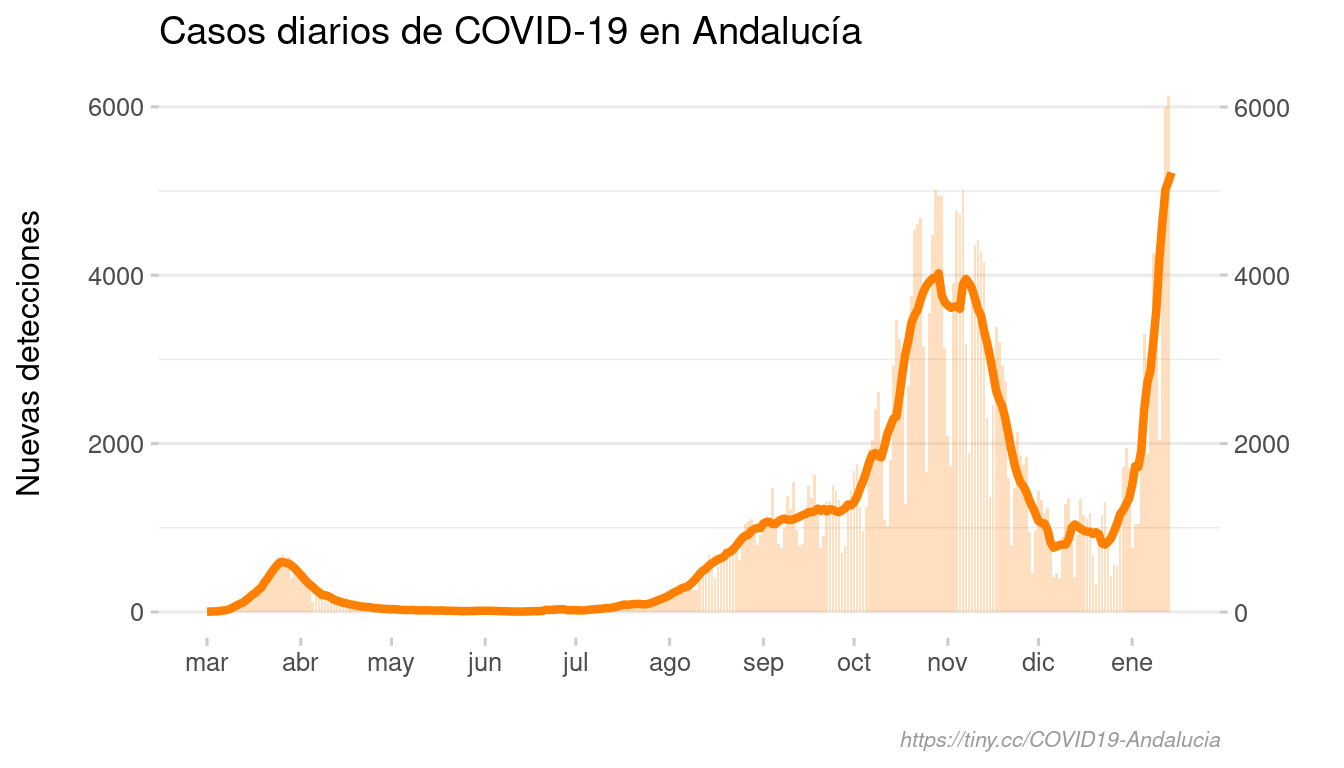 Casos diarios de COVID-19 en Andalucía
Nuevas detecciones
6000
4000
2000
0
6000
4000
2000
0
mar abr may jun jul ago sep oct nov dic ene
https://tiny.cc/COVID19-Andalucia